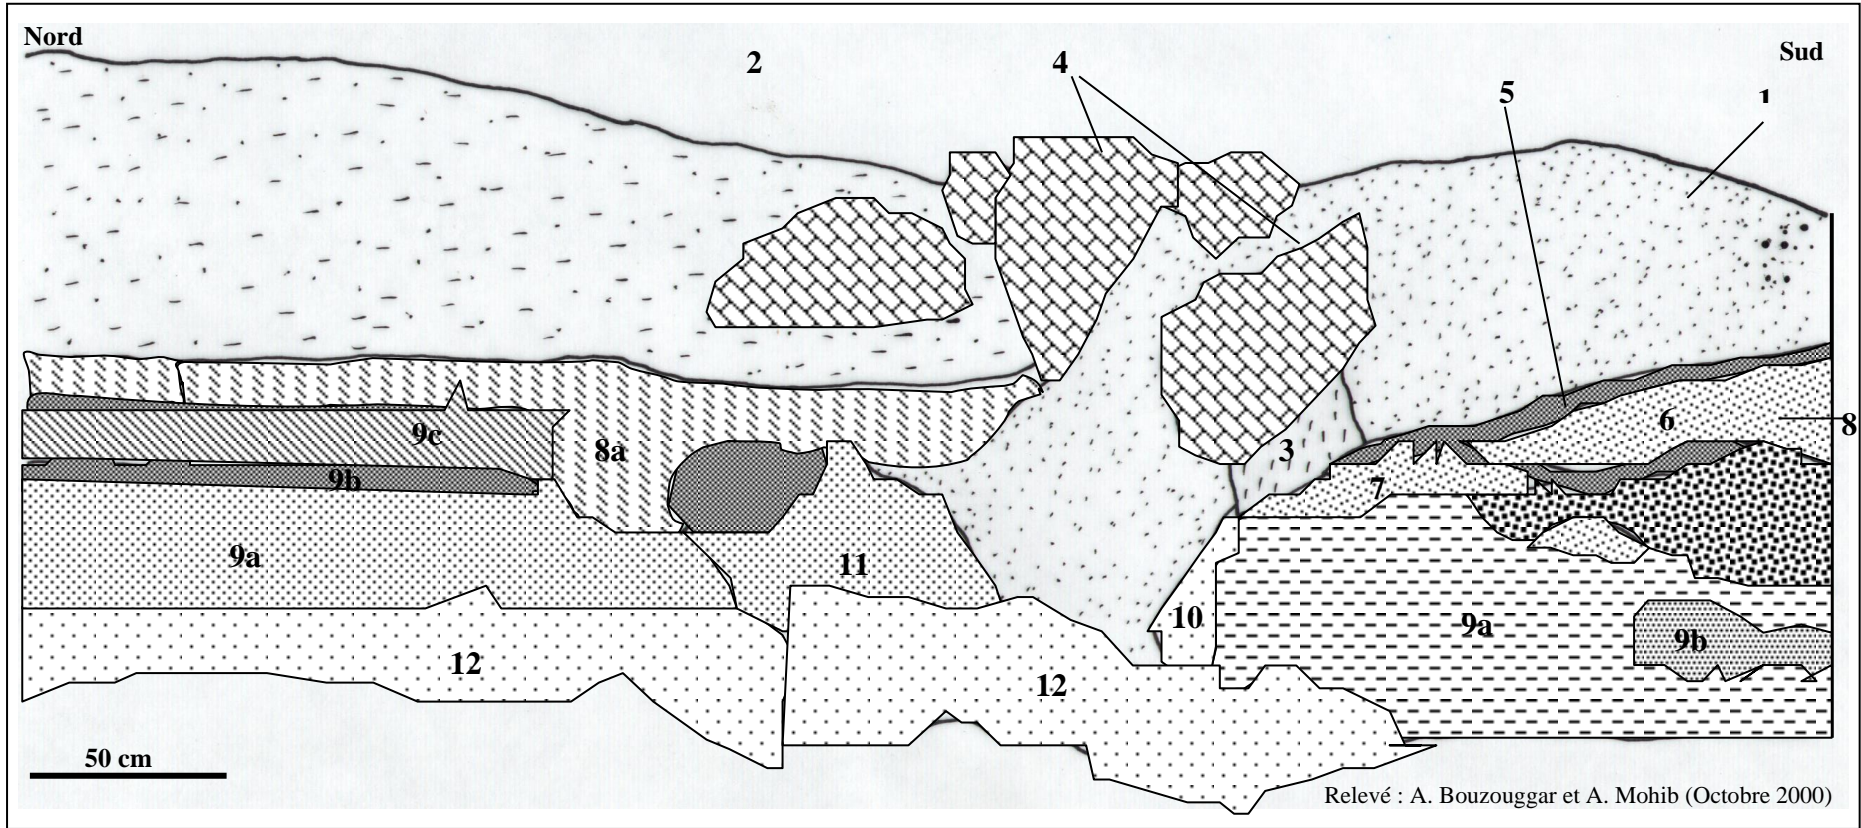 Nord
2
4
Sud
5
1
6
8
9c
8a
3
9b
7
9a
11
10
9a
9b
12
12
50 cm
Relevé : A. Bouzouggar et A. Mohib (Octobre 2000)